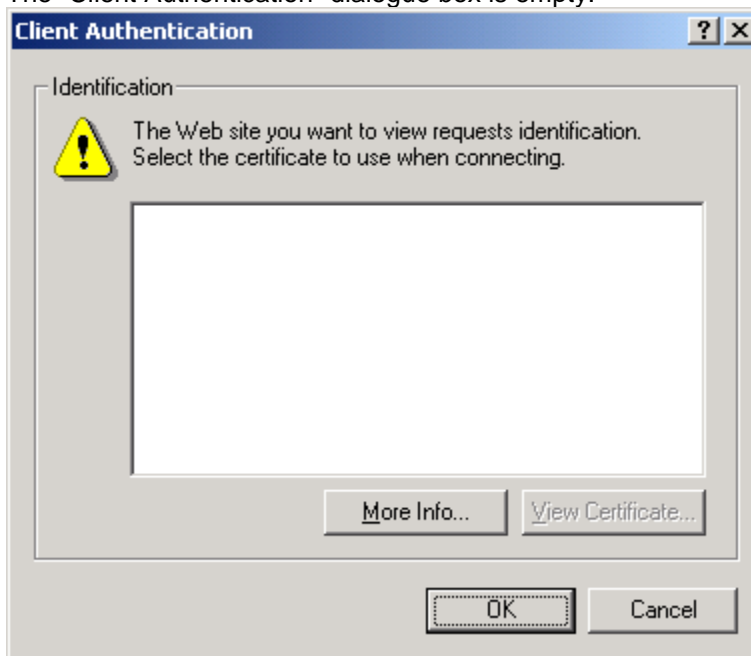 The "Client Authentication" dialogue box is empty.
Client Authentication
Identification
The Web site you want to view requests identification.
Select the certificate to use when connecting.
More Info...
View Certificate...
OK
Cancel